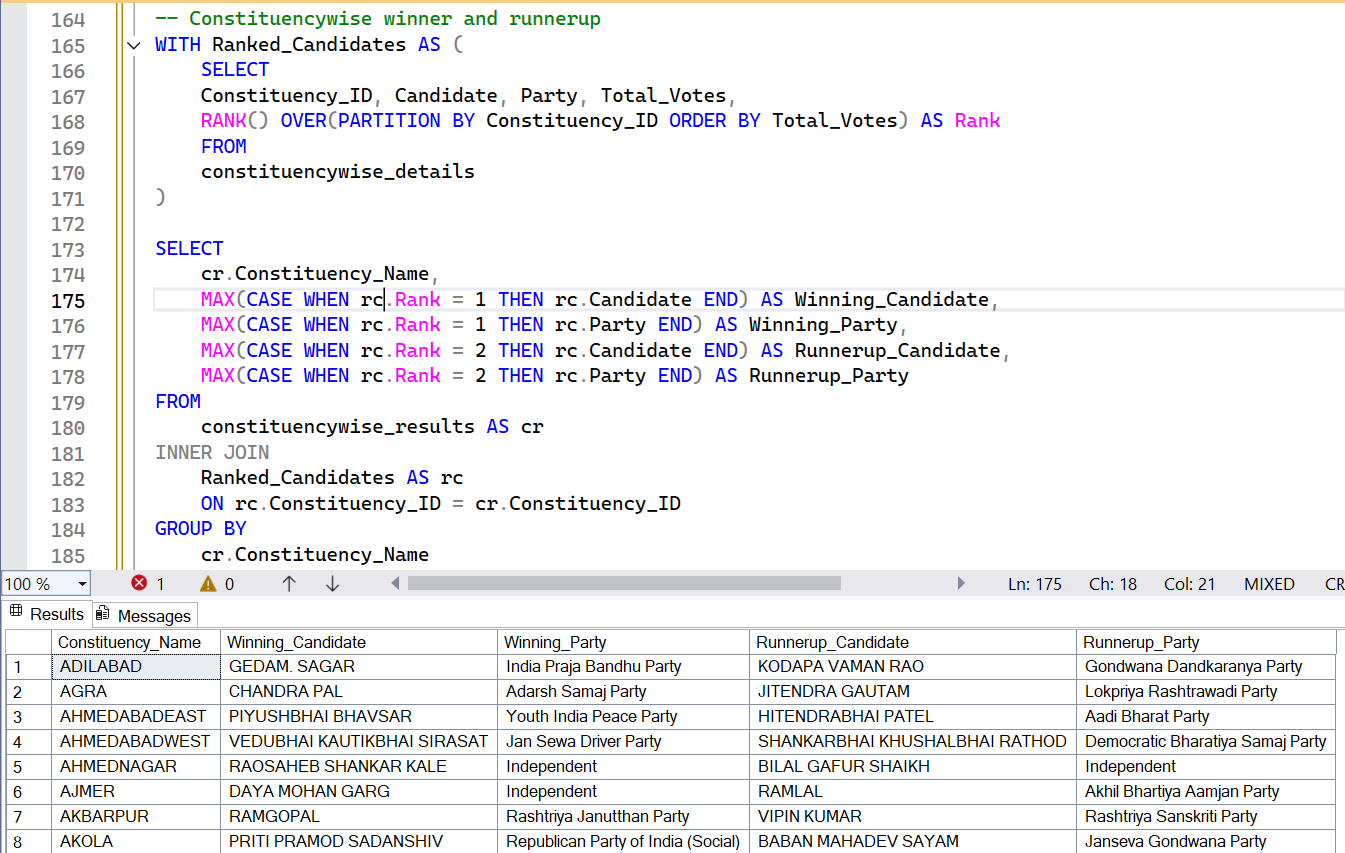 164 -- Constituencywise winner and runnerup
165 WITH Ranked_Candidates AS (
166 SELECT
167 Constituency_ID, Candidate, Party, Total_Votes,
168 RANK() OVER(PARTITION BY Constituency_ID ORDER BY Total_Votes) AS Rank
169 FROM
170 constituencywise_details
171 )
172
173 SELECT
174 cr.Constituency_Name,
175 MAX(CASE WHEN rc.Rank = 1 THEN rc.Candidate END) AS Winning_Candidate,
176 MAX(CASE WHEN rc.Rank = 1 THEN rc.Party END) AS Winning_Party,
177 MAX(CASE WHEN rc.Rank = 2 THEN rc.Candidate END) AS Runnerup_Candidate,
178 MAX(CASE WHEN rc.Rank = 2 THEN rc.Party END) AS Runnerup_Party
179 FROM
180 constituencywise_results AS cr
181 INNER JOIN
182 Ranked_Candidates AS rc
183 ON rc.Constituency_ID = cr.Constituency_ID
184 GROUP BY
185 cr.Constituency_Name
100 % 1 0 Ln: 175 Ch: 18 Col: 21 MIXED CR
Results Messages
Constituency_Name Winning_Candidate Winning_Party Runnerup_Candidate Runnerup_Party
1 ADILABAD GEDAM. SAGAR India Praja Bandhu Party KODAPA VAMAN RAO Gondwana Dandkaranya Party
2 AGRA CHANDRA PAL Adarsh Samaj Party JITENDRA GAUTAM Lokpriya Rashtrawadi Party
3 AHMEDABADEAST PIYUSHBHAI BHAVSAR Youth India Peace Party HITENDRABHAI PATEL Aadi Bharat Party
4 AHMEDABADWEST VEDUBHAI KAUTIKBHAI SIRASAT Jan Sewa Driver Party SHANKARBHAI KHUSHALBHAI RATHOD Democratic Bharatiya Samaj Party
5 AHMEDNAGAR RAOSAHEB SHANKAR KALE Independent BILAL GAFUR SHAIKH Independent
6 AJMER DAYA MOHAN GARG Independent RAMLAL Akhil Bhartiya Aamjan Party
7 AKBARPUR RAMGOPAL Rashtriya Janutthan Party VIPIN KUMAR Rashtriya Sanskriti Party
8 AKOLA PRITI PRAMOD SADANSHIV Republican Party of India (Social) BABAN MAHADEV SAYAM Janseva Gondwana Party